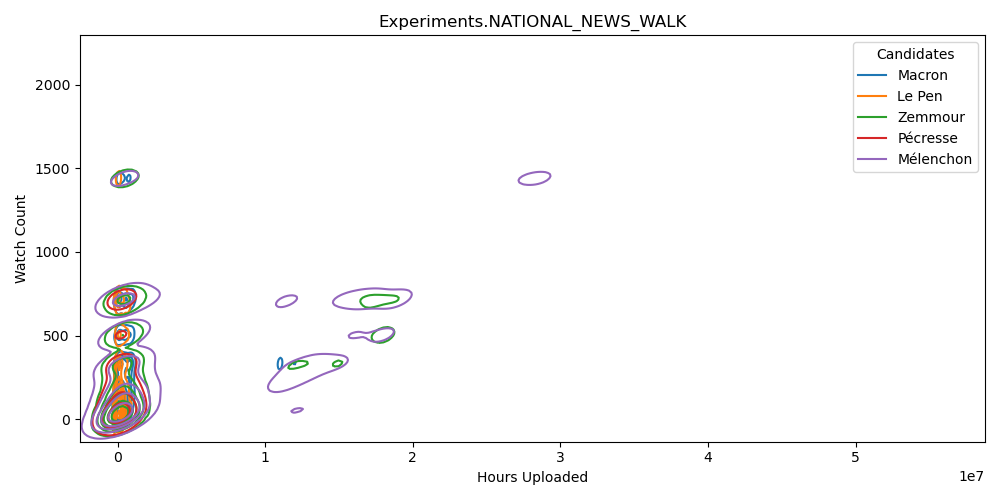 Experiments.NATIONAL_NEWS_WALK
Candidates
Macron
Le Pen
Zemmour
Pécresse
Mélenchon
Watch Count
2000
1500
1000
500
0
0
1
2
3
4
5
1e7
Hours Uploaded